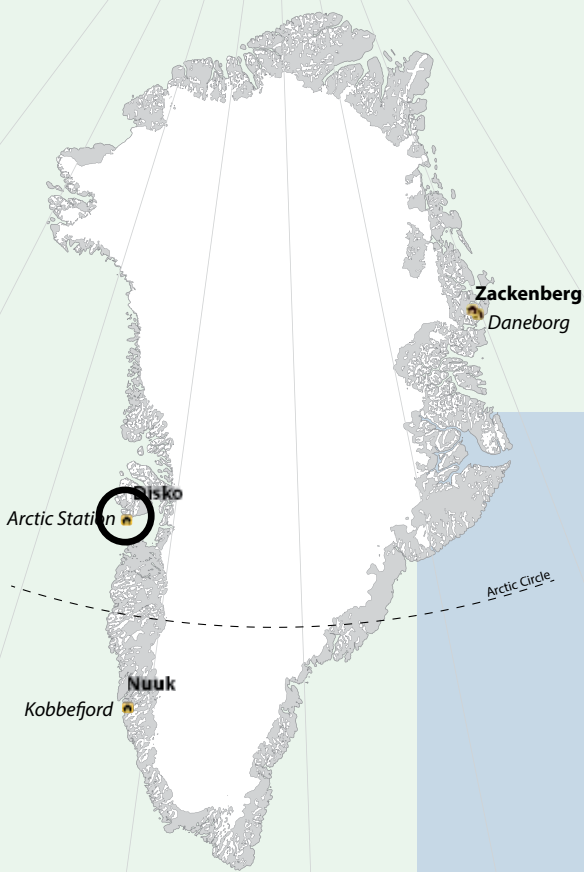 Zackenberg
Daneborg
Disko
Arctic Station
Arctic Circle
Nuuk
Kobbefjord